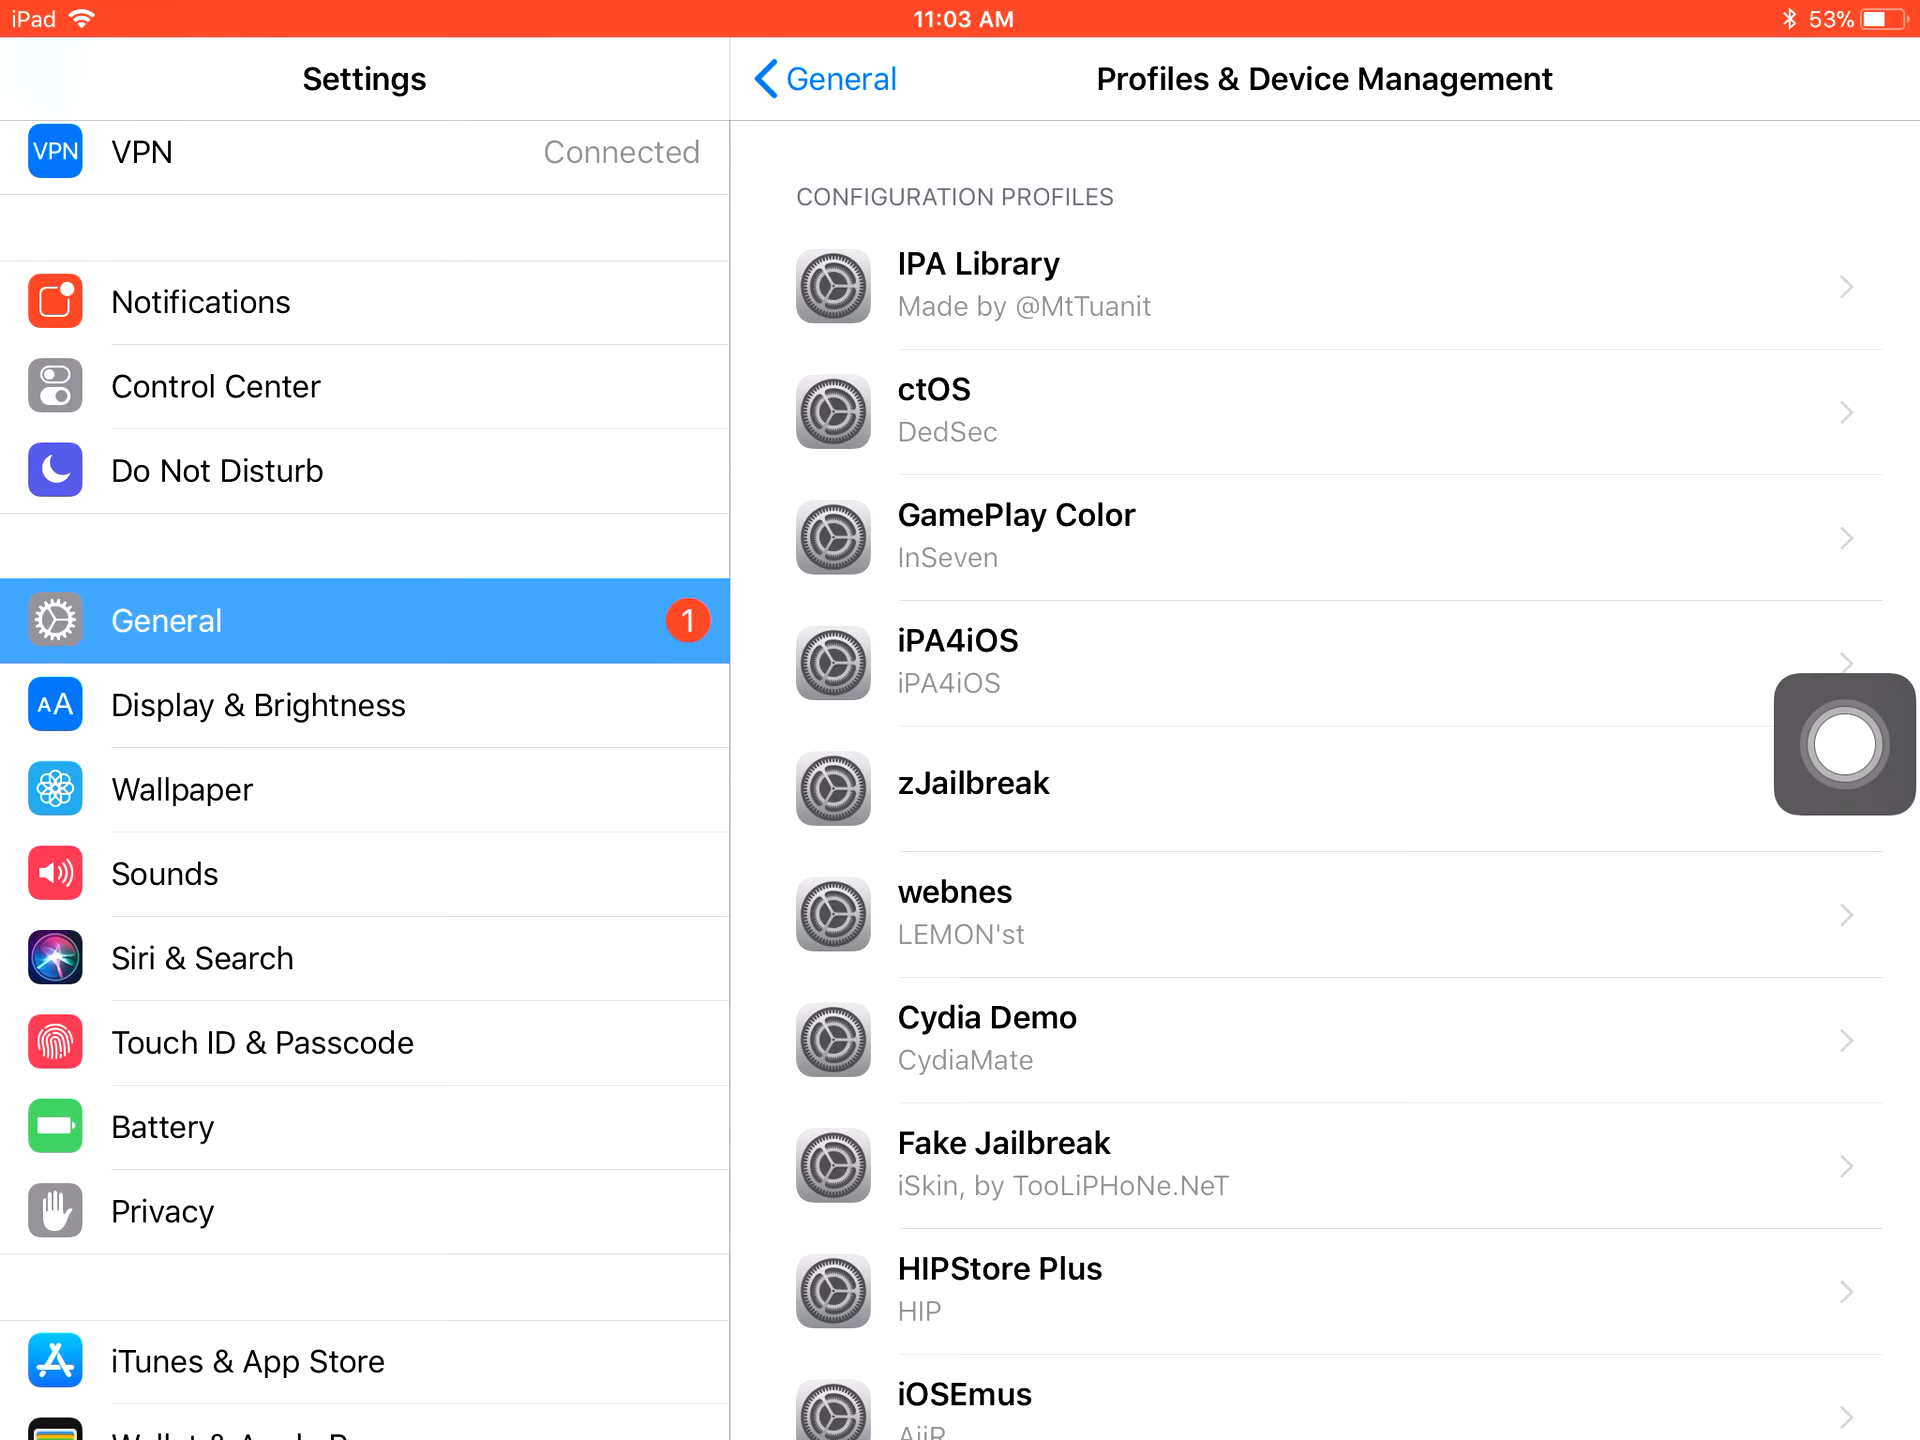 iPad 11:03 AM 53%
Settings
VPN VPN Connected
Notifications
Control Center
Do Not Disturb
General 1
AA Display & Brightness
Wallpaper
Sounds
Siri & Search
Touch ID & Passcode
Battery
Privacy
iTunes & App Store
General Profiles & Device Management
CONFIGURATION PROFILES
IPA Library
Made by @MtTuanit
ctOS
DedSec
GamePlay Color
InSeven
iPA4iOS
iPA4iOS
zJailbreak
webnes
LEMON'st
Cydia Demo
CydiaMate
Fake Jailbreak
iSkin, by TooLiPHoNe.NeT
HIPStore Plus
HIP
iOSEmus